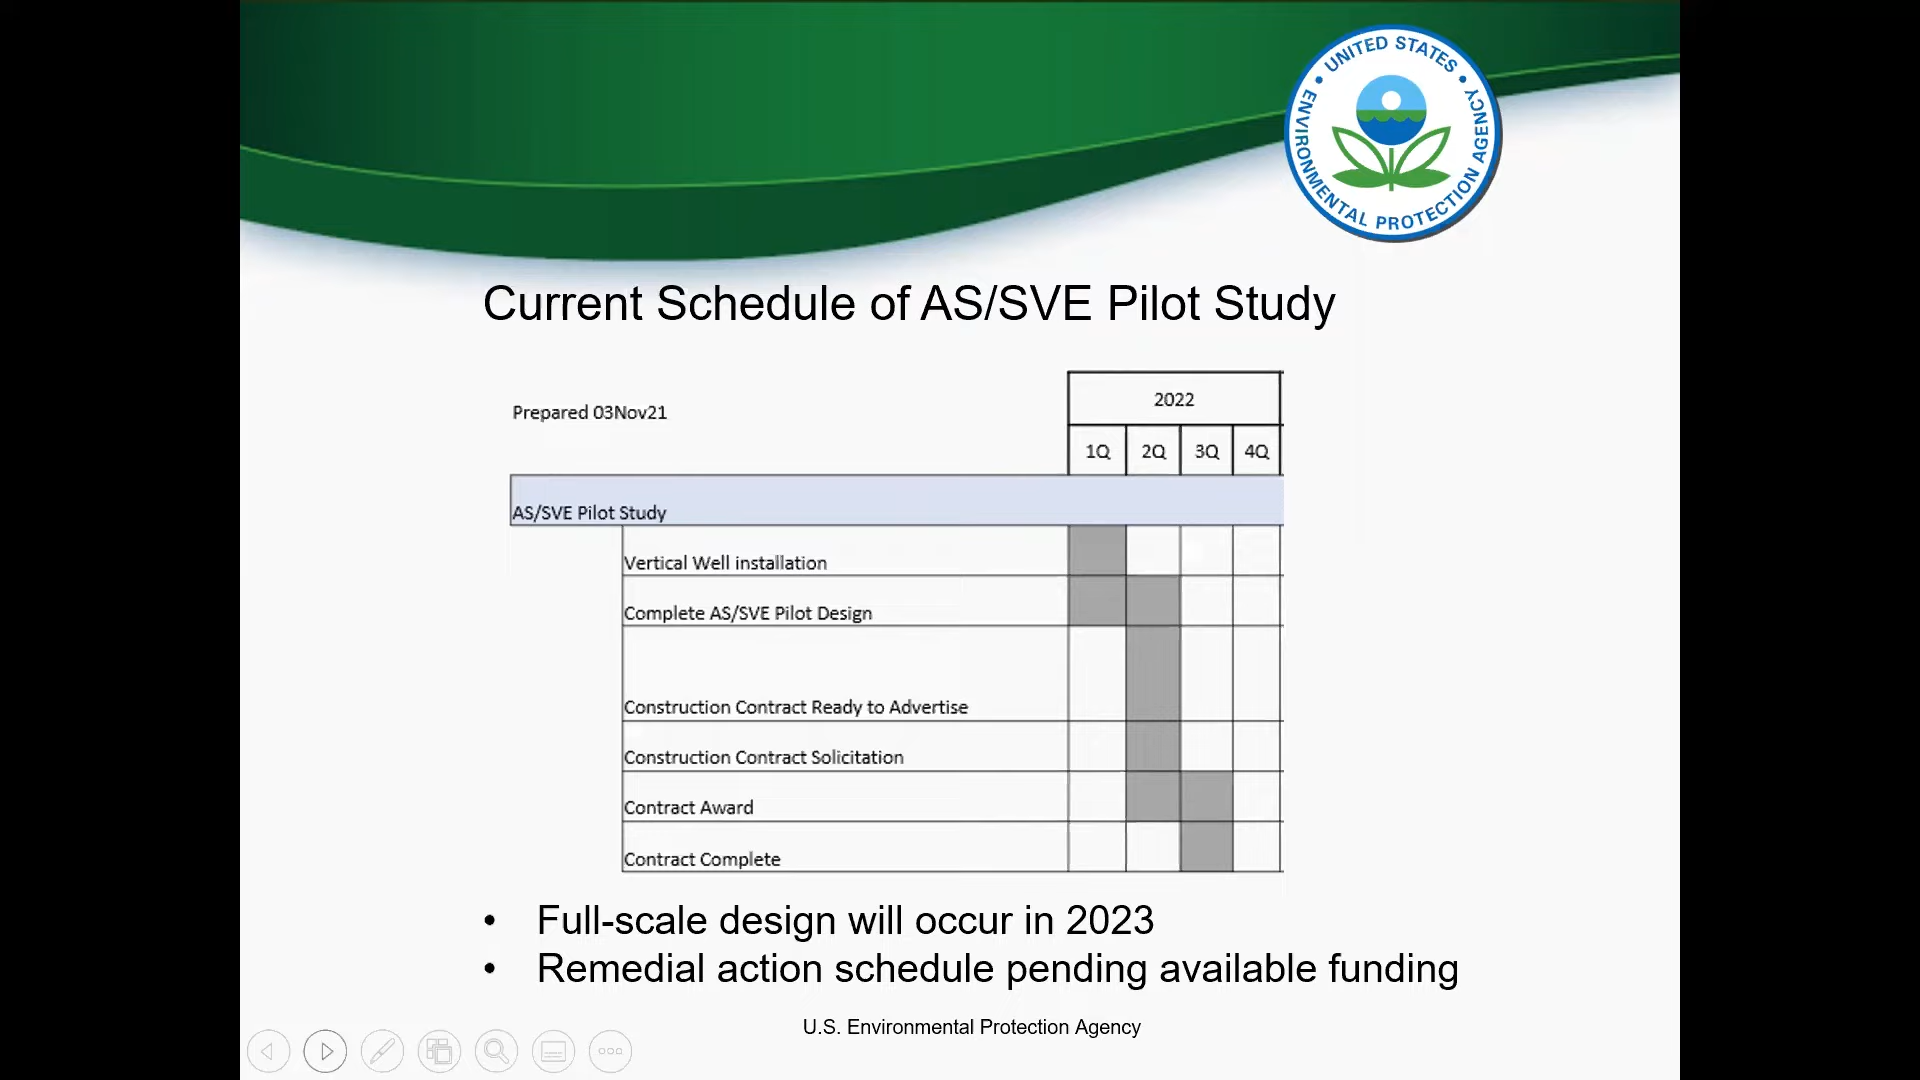 UNITED STATES
ENVIRONMENTAL PROTECTION AGENCY
Current Schedule of AS/SVE Pilot Study
2022
Prepared 03Nov21
1Q 2Q 3Q 4Q
AS/SVE Pilot Study
Vertical Well installation
Complete AS/SVE Pilot Design
Construction Contract Ready to Advertise
Construction Contract Solicitation
Contract Award
Contract Complete
• Full-scale design will occur in 2023
• Remedial action schedule pending available funding
U.S. Environmental Protection Agency